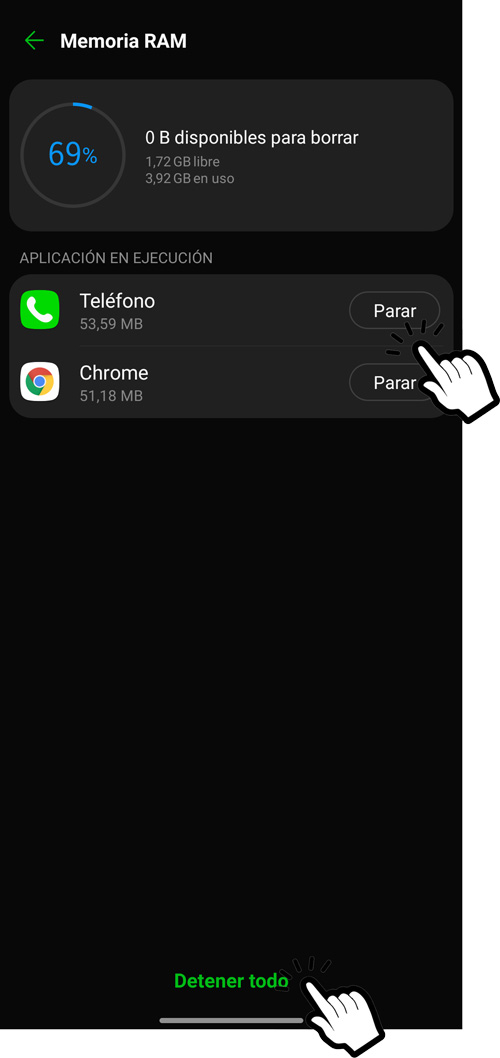 Memoria RAM
69%
0 B disponibles para borrar
1,72 GB libre
3,92 GB en uso
APLICACIÓN EN EJECUCIÓN
Teléfono
53,59 MB
Parar
Chrome
51,18 MB
Parar
Detener todo